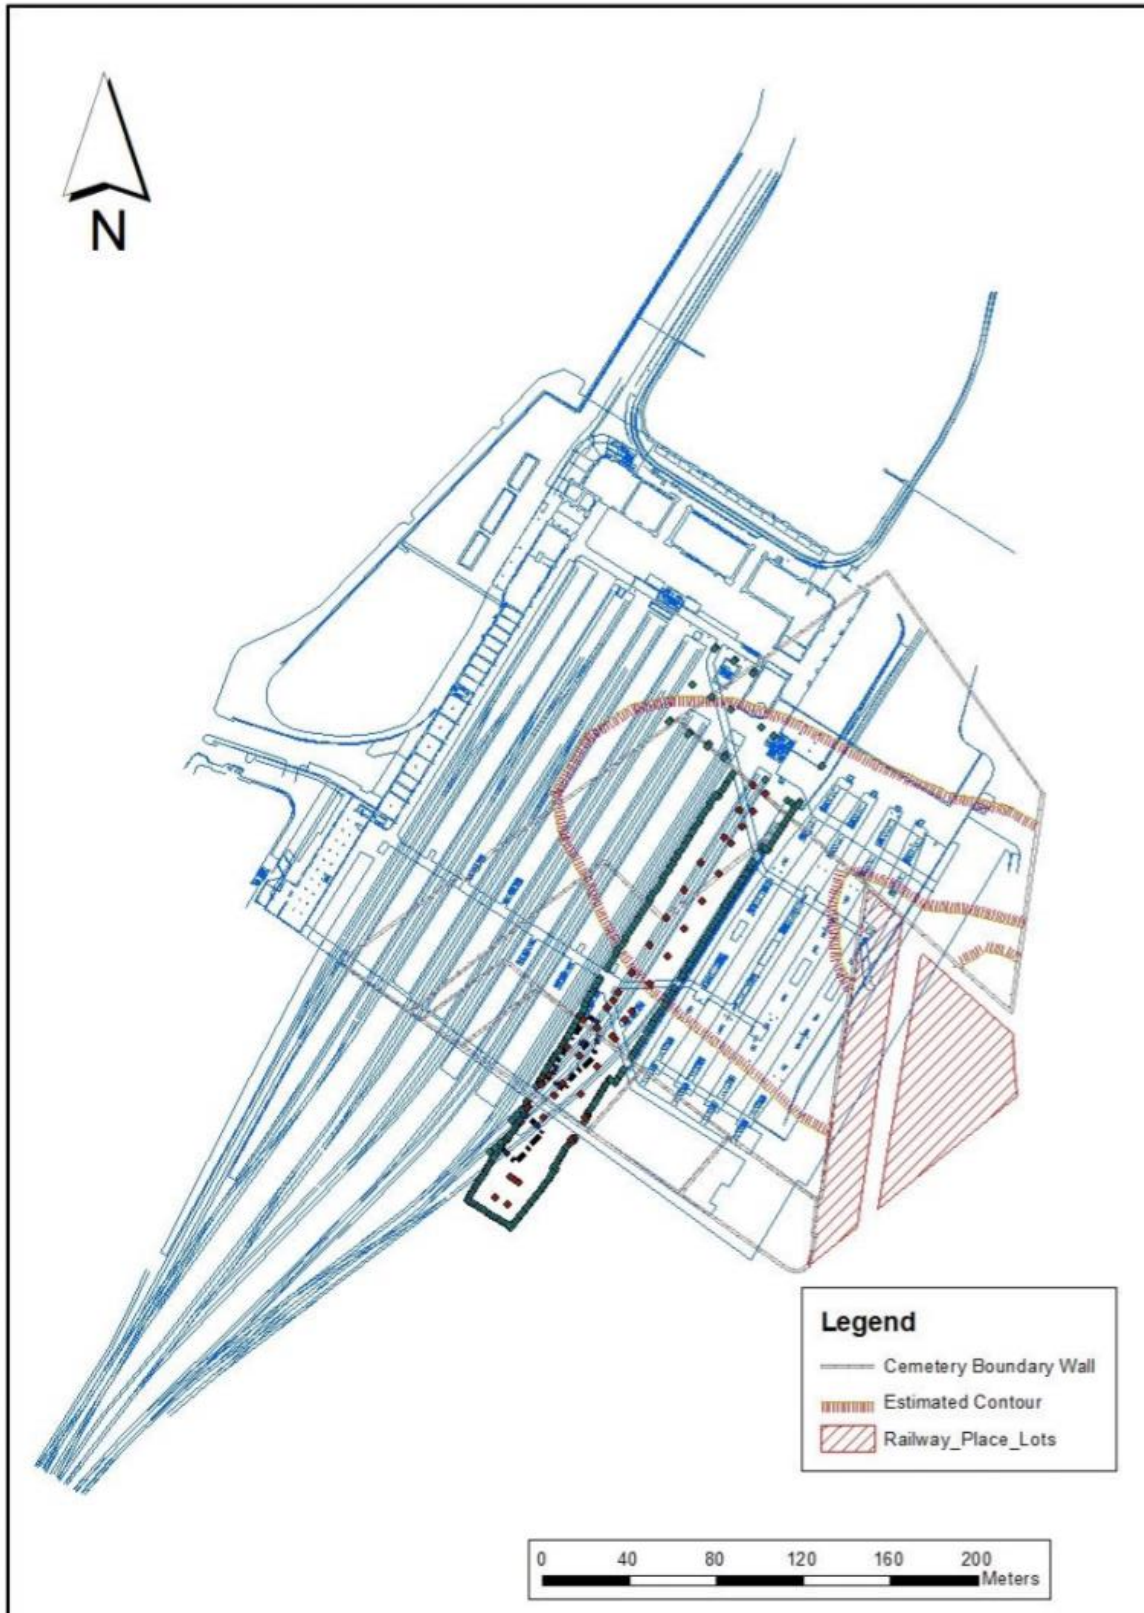 N
Legend
Cemetery Boundary Wall
Estimated Contour
Railway_Place_Lots
0 40 80 120 160 200
Meters